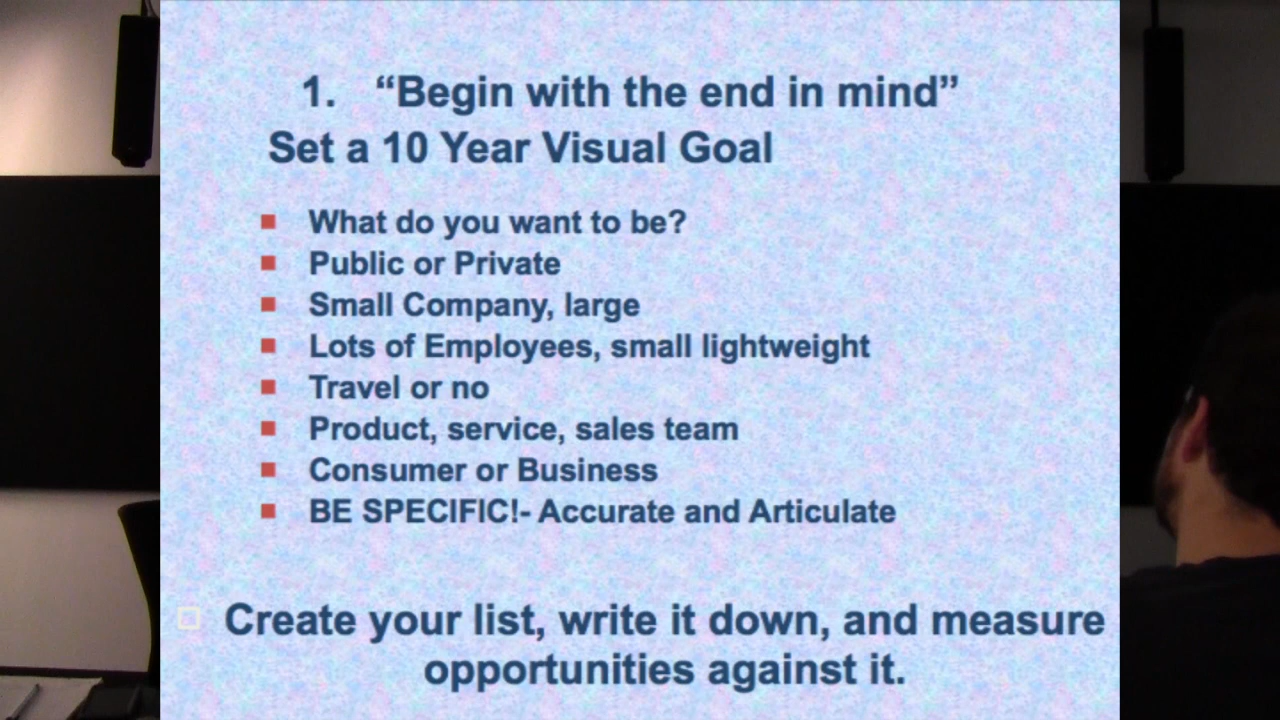 1. “Begin with the end in mind”
Set a 10 Year Visual Goal
What do you want to be?
Public or Private
Small Company, large
Lots of Employees, small lightweight
Travel or no
Product, service, sales team
Consumer or Business
BE SPECIFIC!- Accurate and Articulate
Create your list, write it down, and measure
opportunities against it.